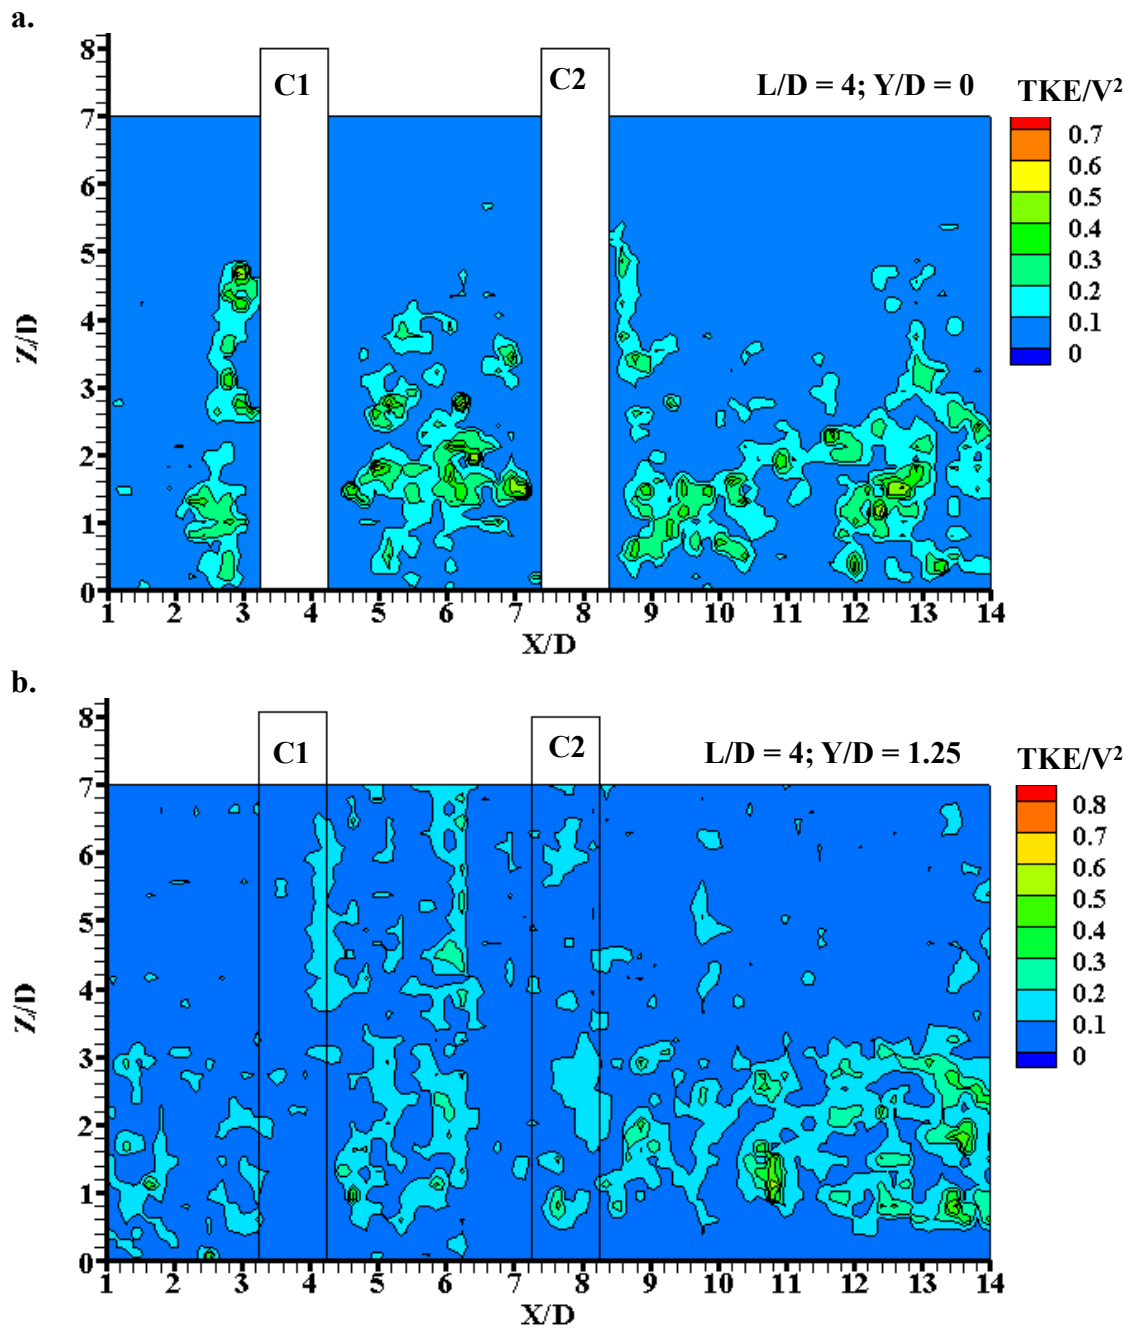 a.
C1
C2
L/D = 4; Y/D = 0
TKE/V²
8
7
6
5
4
3
2
1
0
Z/D
0.7
0.6
0.5
0.4
0.3
0.2
0.1
0
1 2 3 4 5 6 7 8 9 10 11 12 13 14
X/D
b.
C1
C2
L/D = 4; Y/D = 1.25
TKE/V²
8
7
6
5
4
3
2
1
0
Z/D
0.8
0.7
0.6
0.5
0.4
0.3
0.2
0.1
0
1 2 3 4 5 6 7 8 9 10 11 12 13 14
X/D